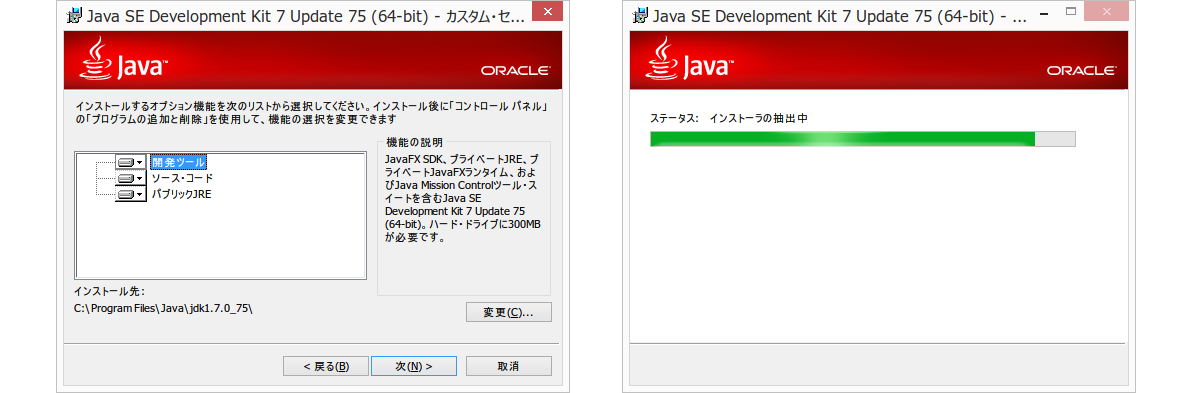 Java SE Development Kit 7 Update 75 (64-bit) - カスタム・セ...
Java™
ORACLE
インストールするオプション機能を次のリストから選択してください。インストール後に「コントロール パネル」
の「プログラムの追加と削除」を使用して、機能の選択を変更できます
開発ツール
ソース・コード
パブリックJRE
機能の説明
JavaFX SDK、プライベートJRE、プ
ライベートJavaFXランタイム、およ
びJava Mission Controlツール・ス
イートを含むJava SE
Development Kit 7 Update 75
(64-bit)。ハード・ドライブに300MB
が必要です。
インストール先:
C:\Program Files\Java\jdk1.7.0_75\
変更(C)...
< 戻る(B)
次(N) >
取消
Java SE Development Kit 7 Update 75 (64-bit) - ...
Java™
ORACLE
ステータス: インストーラの抽出中